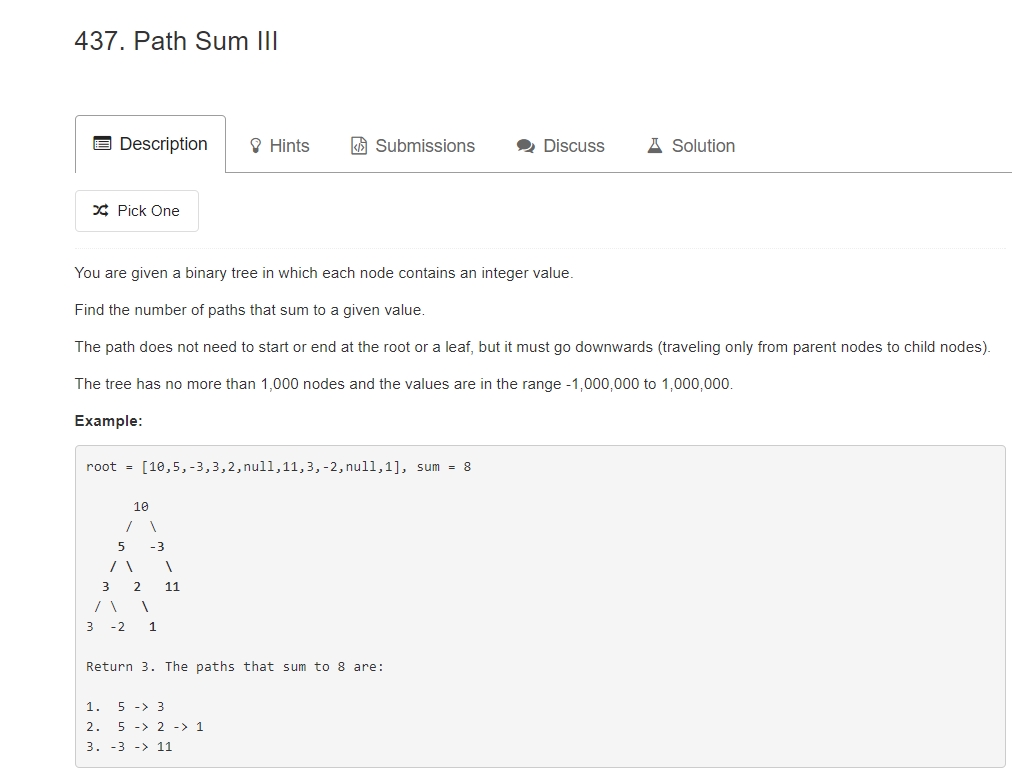 437. Path Sum III
Description
Hints
Submissions
Discuss
Solution
Pick One
You are given a binary tree in which each node contains an integer value.
Find the number of paths that sum to a given value.
The path does not need to start or end at the root or a leaf, but it must go downwards (traveling only from parent nodes to child nodes).
The tree has no more than 1,000 nodes and the values are in the range -1,000,000 to 1,000,000.
Example:
root = [10,5,-3,3,2,null,11,3,-2,null,1], sum = 8
      10
     /  \
    5   -3
   / \    \
  3   2   11
 / \   \
3  -2   1
Return 3. The paths that sum to 8 are:
1.  5 -> 3
2.  5 -> 2 -> 1
3. -3 -> 11